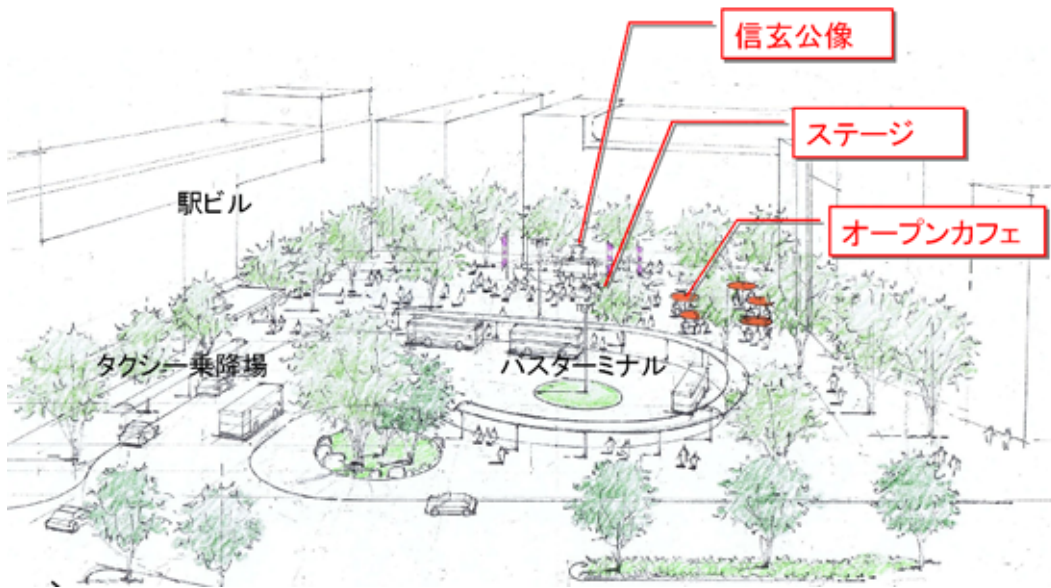 信玄公像
ステージ
駅ビル
オープンカフェ
タクシー乗降場
バスターミナル